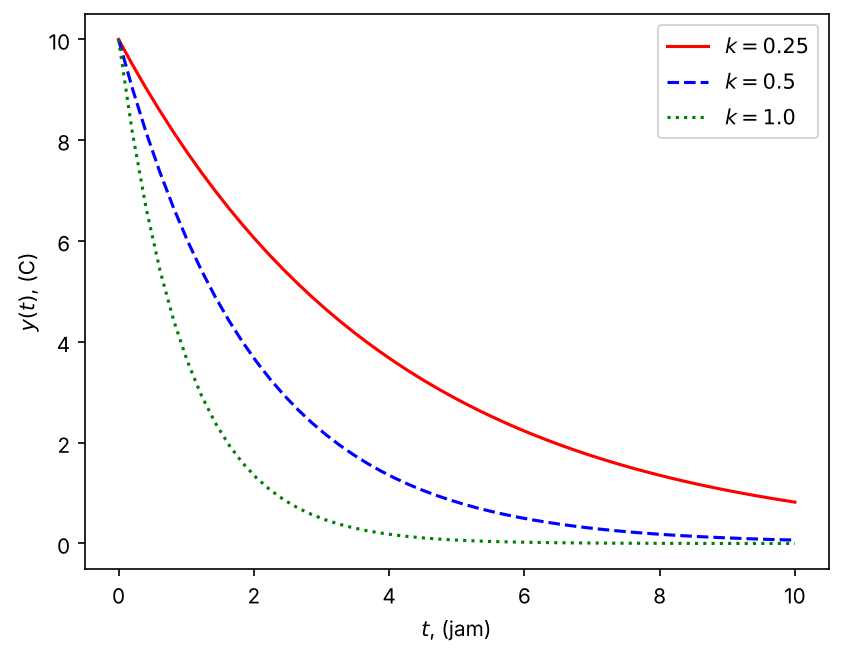 k = 0.25
k = 0.5
k = 1.0
10
8
6
4
2
0
y(t), (C)
0 2 4 6 8 10
t, (jam)